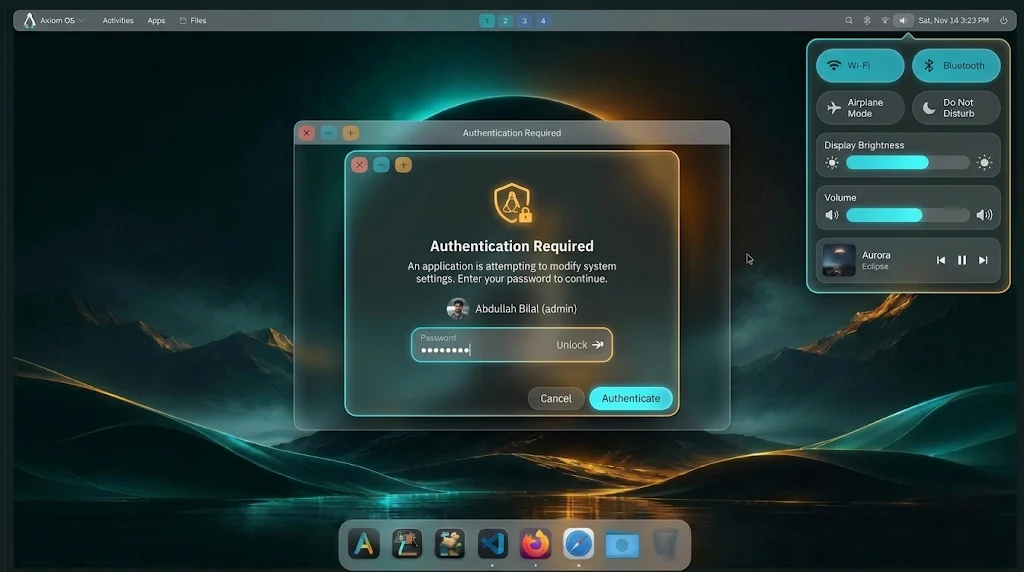 Axiom OS
Activities
Apps
Files
1 2 3 4
Sat, Nov 14 3:23 PM
Wi-Fi
Bluetooth
Airplane
Mode
Do Not
Disturb
Display Brightness
Volume
Aurora
Eclipse
Authentication Required
Authentication Required
An application is attempting to modify system
settings. Enter your password to continue.
Abdullah Bilal (admin)
Password
Unlock
Cancel
Authenticate